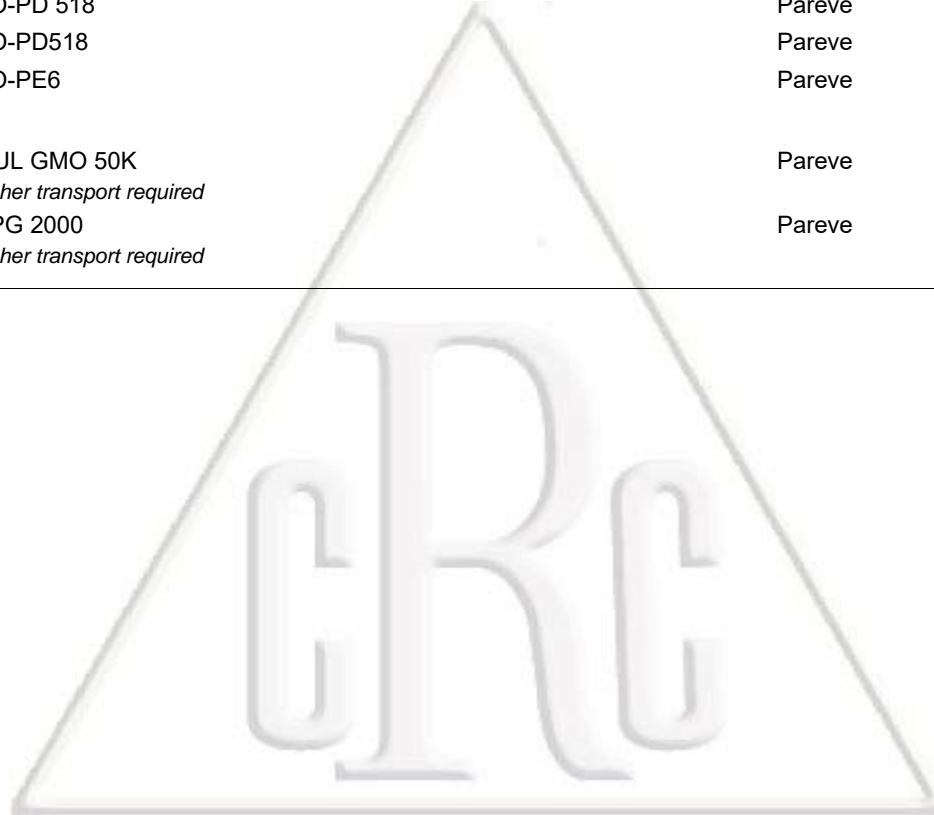 D-PD 518 Pareve
D-PD518 Pareve
D-PE6 Pareve
UL GMO 50K Pareve
her transport required
PG 2000 Pareve
her transport required
cRc